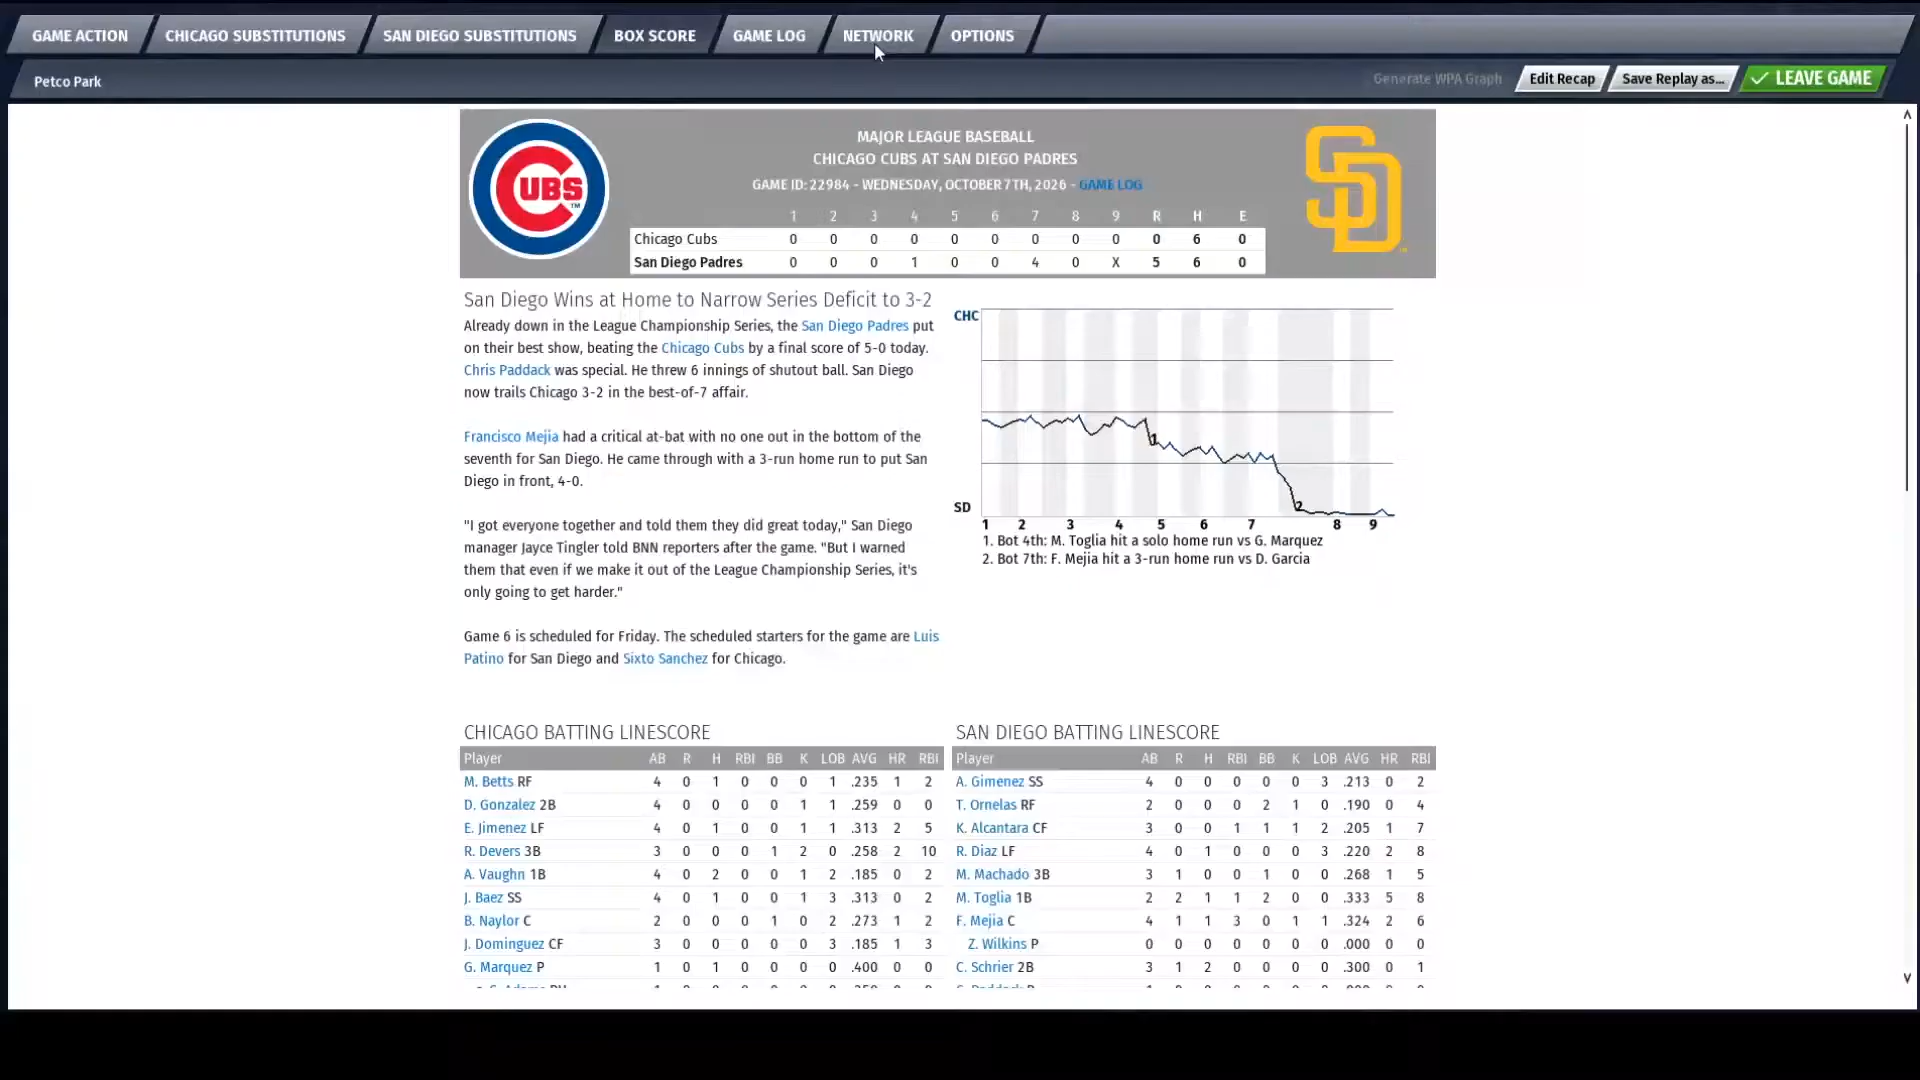 GAME ACTION CHICAGO SUBSTITUTIONS SAN DIEGO SUBSTITUTIONS BOX SCORE GAME LOG NETWORK OPTIONS
Petco Park Generate WPA Graph Edit Recap Save Replay as... LEAVE GAME
CUBS TM
SD
MAJOR LEAGUE BASEBALL
CHICAGO CUBS AT SAN DIEGO PADRES
GAME ID: 22984 - WEDNESDAY, OCTOBER 7TH, 2026 - GAME LOG
1 2 3 4 5 6 7 8 9 R H E
Chicago Cubs 0 0 0 0 0 0 0 0 0 0 6 0
San Diego Padres 0 0 0 1 0 0 4 0 X 5 6 0
San Diego Wins at Home to Narrow Series Deficit to 3-2
Already down in the League Championship Series, the San Diego Padres put
on their best show, beating the Chicago Cubs by a final score of 5-0 today.
Chris Paddack was special. He threw 6 innings of shutout ball. San Diego
now trails Chicago 3-2 in the best-of-7 affair.
Francisco Mejia had a critical at-bat with no one out in the bottom of the
seventh for San Diego. He came through with a 3-run home run to put San
Diego in front, 4-0.
"I got everyone together and told them they did great today," San Diego
manager Jayce Tingler told BNN reporters after the game. "But I warned
them that even if we make it out of the League Championship Series, it's
only going to get harder."
Game 6 is scheduled for Friday. The scheduled starters for the game are Luis
Patino for San Diego and Sixto Sanchez for Chicago.
CHC
1
2
SD
1 2 3 4 5 6 7 8 9
1. Bot 4th: M. Toglia hit a solo home run vs G. Marquez
2. Bot 7th: F. Mejia hit a 3-run home run vs D. Garcia
CHICAGO BATTING LINESCORE
Player AB R H RBI BB K LOB AVG HR RBI
M. Betts RF 4 0 1 0 0 0 1 .235 1 2
D. Gonzalez 2B 4 0 0 0 0 1 1 .259 0 0
E. Jimenez LF 4 0 1 0 0 1 1 .313 2 5
R. Devers 3B 3 0 0 0 1 2 0 .258 2 10
A. Vaughn 1B 4 0 2 0 0 1 2 .185 0 2
J. Baez SS 4 0 1 0 0 1 3 .313 0 2
B. Naylor C 2 0 0 0 1 0 2 .273 1 2
J. Dominguez CF 3 0 0 0 0 0 3 .185 1 3
G. Marquez P 1 0 1 0 0 0 0 .400 0 0
SAN DIEGO BATTING LINESCORE
Player AB R H RBI BB K LOB AVG HR RBI
A. Gimenez SS 4 0 0 0 0 0 3 .213 0 2
T. Ornelas RF 2 0 0 0 2 1 0 .190 0 4
K. Alcantara CF 3 0 0 1 1 1 2 .205 1 7
R. Diaz LF 4 0 1 0 0 0 3 .220 2 8
M. Machado 3B 3 1 0 0 1 0 0 .268 1 5
M. Toglia 1B 2 2 1 1 2 0 0 .333 5 8
F. Mejia C 4 1 1 3 0 1 1 .324 2 6
Z. Wilkins P 0 0 0 0 0 0 0 .000 0 0
C. Schrier 2B 3 1 2 0 0 0 0 .300 0 1